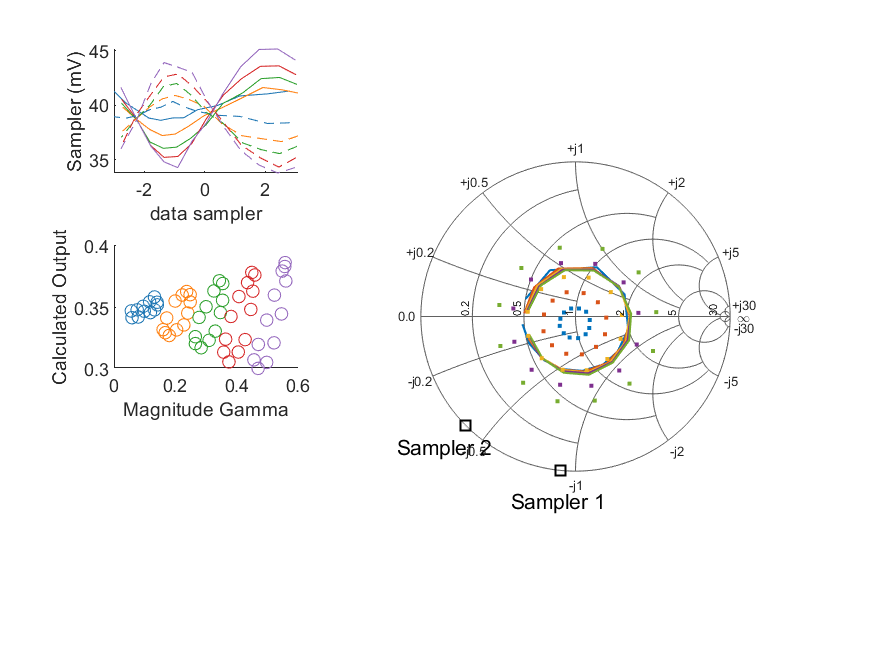 Sampler (mV)
45
40
35
-2
0
2
data sampler
Calculated Output
0.4
0.35
0.3
0
0.2
0.4
0.6
Magnitude Gamma
+j1
+j0.5
+j2
+j0.2
+j5
0.0
0.2
0.5
1
2
5
30
+j30
∞
-j30
-j0.2
-j5
-j0.5
-j2
-j1
Sampler 2
Sampler 1